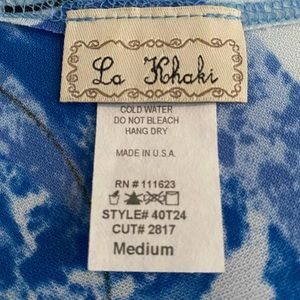 La Khaki
COLD WATER
DO NOT BLEACH
HANG DRY
MADE IN U.S.A.
RN # 111623
STYLE# 40T24
CUT# 2817
Medium